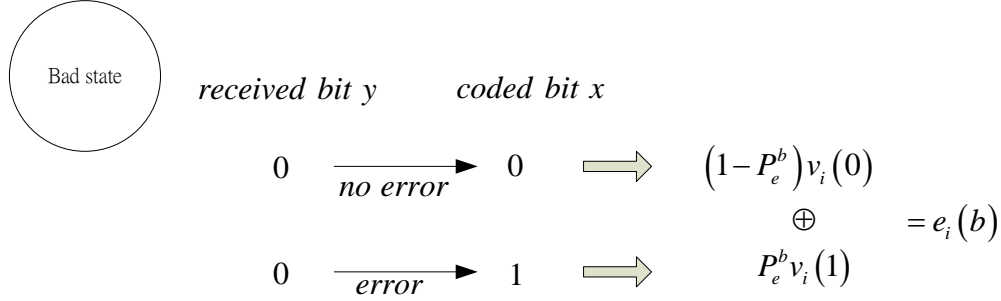 Bad state
received bit y coded bit x
0 no error 0 (1 − P_e^b) v_i(0)
⊕ = e_i(b)
0 error 1 P_e^b v_i(1)